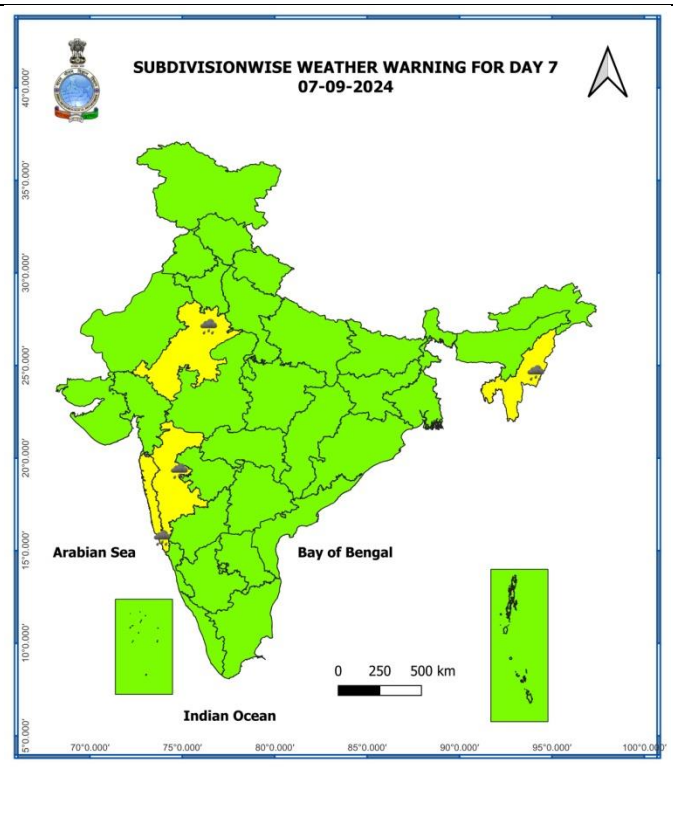 SUBDIVISIONWISE WEATHER WARNING FOR DAY 7
07-09-2024
40°0.000'
35°0.000'
30°0.000'
25°0.000'
20°0.000'
15°0.000'
10°0.000'
5°0.000'
Arabian Sea
Bay of Bengal
0 250 500 km
Indian Ocean
70°0.000' 75°0.000' 80°0.000' 85°0.000' 90°0.000' 95°0.000' 100°0.000'